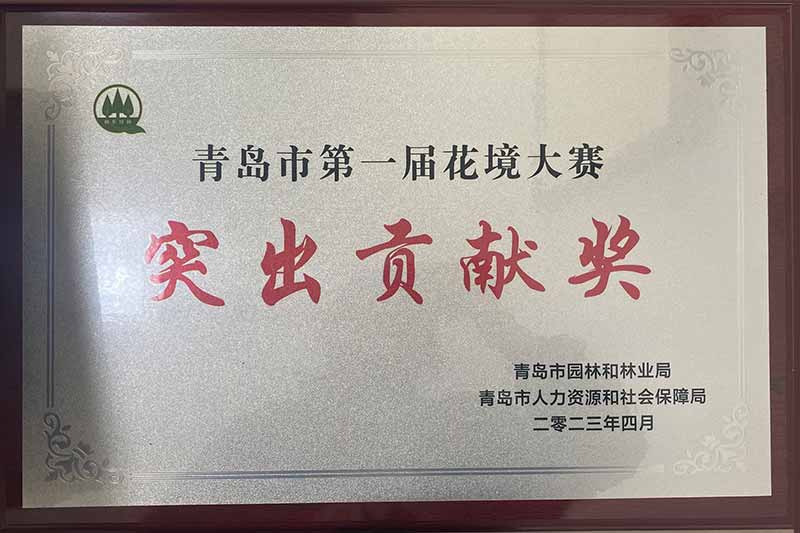 青岛市第一届花境大赛
突出贡献奖
青岛市园林和林业局
青岛市人力资源和社会保障局
二零二三年四月